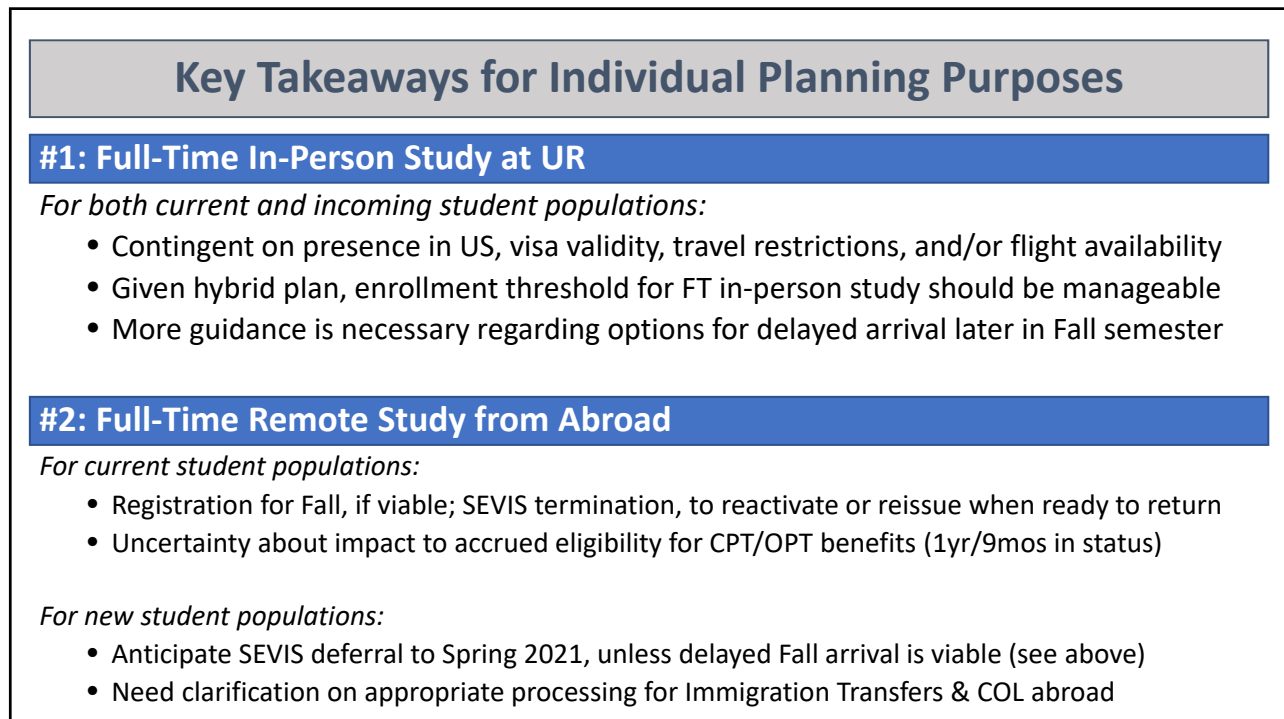 Key Takeaways for Individual Planning Purposes
#1: Full-Time In-Person Study at UR
For both current and incoming student populations:
• Contingent on presence in US, visa validity, travel restrictions, and/or flight availability
• Given hybrid plan, enrollment threshold for FT in-person study should be manageable
• More guidance is necessary regarding options for delayed arrival later in Fall semester
#2: Full-Time Remote Study from Abroad
For current student populations:
• Registration for Fall, if viable; SEVIS termination, to reactivate or reissue when ready to return
• Uncertainty about impact to accrued eligibility for CPT/OPT benefits (1yr/9mos in status)
For new student populations:
• Anticipate SEVIS deferral to Spring 2021, unless delayed Fall arrival is viable (see above)
• Need clarification on appropriate processing for Immigration Transfers & COL abroad